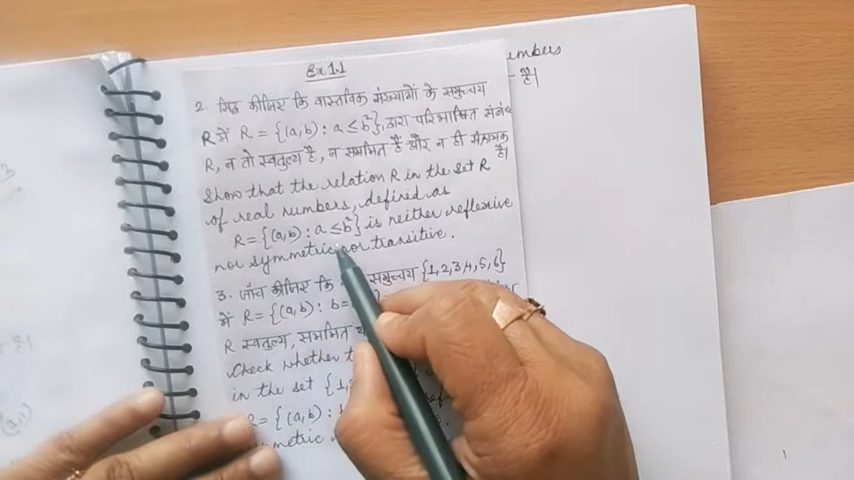 Ex 1.1
umbers
है।
2. सिद्ध कीजिए कि वास्तविक संख्याओं के समुच्चय
R में R = {(a,b) : a ≤ b²}, द्वारा परिभाषित संबंध
R, न तो स्वतुल्य है, न सममित है और न ही संक्रामक
है।
Show that the relation R in the set R
of real numbers, defined as
R = {(a,b) : a ≤ b²} is neither reflexive
nor symmetric nor transitive.
3. जाँच कीजिए कि समुच्चय {1,2,3,4,5,6}
में R = {(a,b) : b =
R स्वतुल्य, सममित
Check whether
in the set {1,
R = {(a,b) :